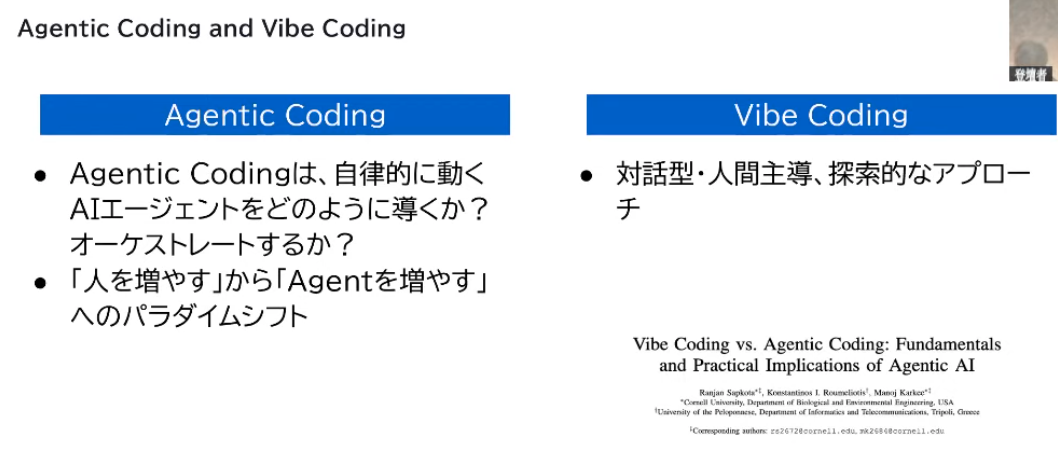 Agentic Coding and Vibe Coding
登壇者
Agentic Coding
● Agentic Codingは、自律的に動く
AIエージェントをどのように導くか？
オーケストレートするか？
● 「人を増やす」から「Agentを増やす」
へのパラダイムシフト
Vibe Coding
● 対話型・人間主導、探索的なアプロー
チ
Vibe Coding vs. Agentic Coding: Fundamentals
and Practical Implications of Agentic AI
Ranjan Sapkota*‡, Konstantinos I. Roumeliotis†, Manoj Karkee*‡
*Cornell University, Department of Biological and Environmental Engineering, USA
†University of the Peloponnese, Department of Informatics and Telecommunications, Tripoli, Greece
‡Corresponding authors: rs2672@cornell.edu, mk2684@cornell.edu